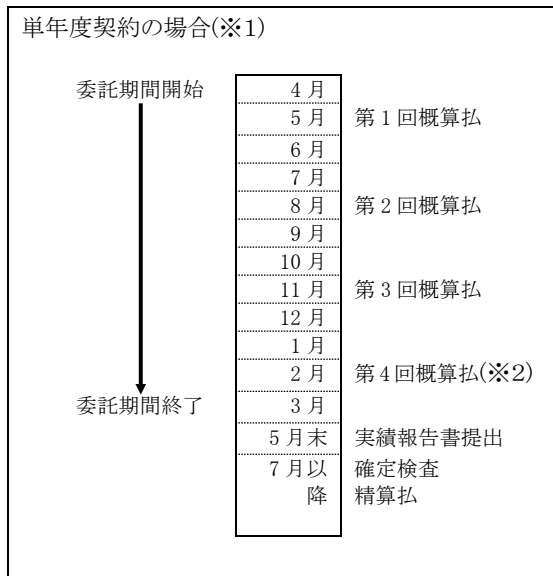 単年度契約の場合(※1)
委託期間開始 4月
5月 第1回概算払
6月
7月
8月 第2回概算払
9月
10月
11月 第3回概算払
12月
1月
2月 第4回概算払(※2)
委託期間終了 3月
5月末 実績報告書提出
7月以 確定検査
降 精算払